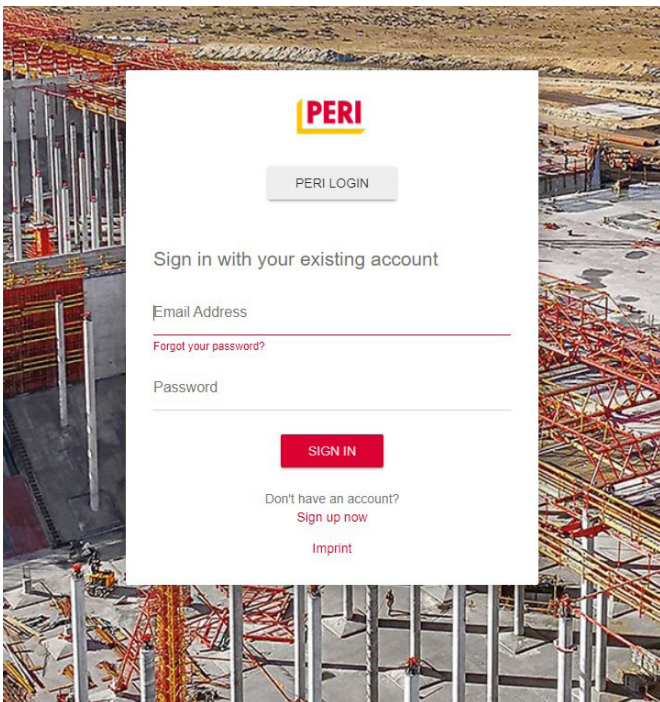 PERI
PERI LOGIN
Sign in with your existing account
Email Address
Forgot your password?
Password
SIGN IN
Don't have an account?
Sign up now
Imprint